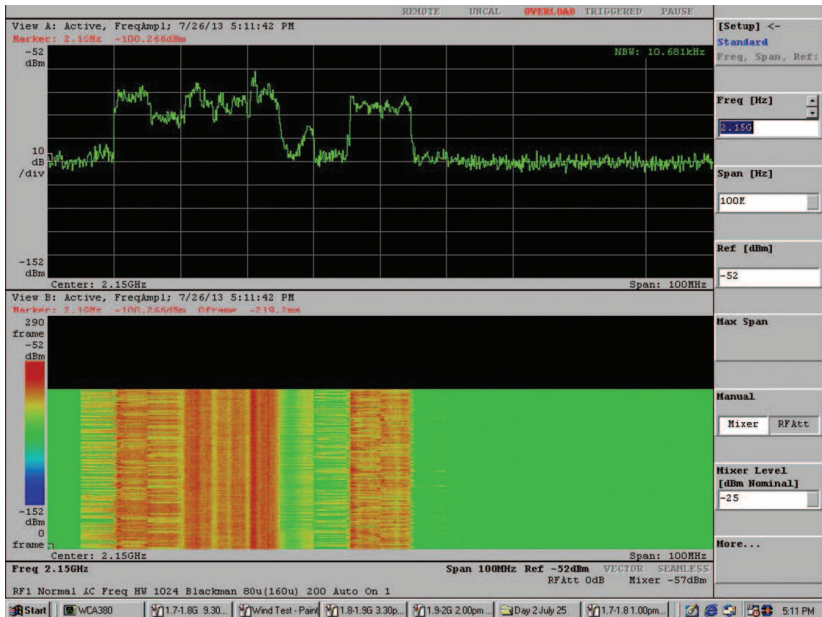 REMOTE UNCAL OVERLOAD TRIGGERED PAUSE
View A: Active, FreqAmpl; 7/26/13 5:11:42 PM
Marker: 2.1GHz -100.266dBm
-52
dBm
NBW: 10.681kHz
10
dB
/div
-152
dBm
Center: 2.15GHz Span: 100MHz
View B: Active, FreqAmpl; 7/26/13 5:11:42 PM
Marker: 2.1GHz -100.266dBm 0frame -219.2ms
290
frame
-52
dBm
-152
dBm
0
frame
Center: 2.15GHz Span: 100MHz
Freq 2.15GHz Span 100MHz Ref -52dBm VECTOR SEAMLESS
RFAtt 0dB Mixer -57dBm
RF1 Normal AC Freq HW 1024 Blackman 80u(160u) 200 Auto On 1
[Setup] <-
Standard
Freq, Span, Ref:
Freq [Hz]
2.15G
Span [Hz]
100M
Ref [dBm]
-52
Max Span
Manual
Mixer RFAtt
Mixer Level
[dBm Nominal]
-25
More...
Start WCA380 1.7-1.8G 9.30... Wind Test - Paint 1.8-1.9G 3.30p... 1.9-2G 2.00pm ... Day 2 July 25 1.7-1.8 1.00pm... 5:11 PM